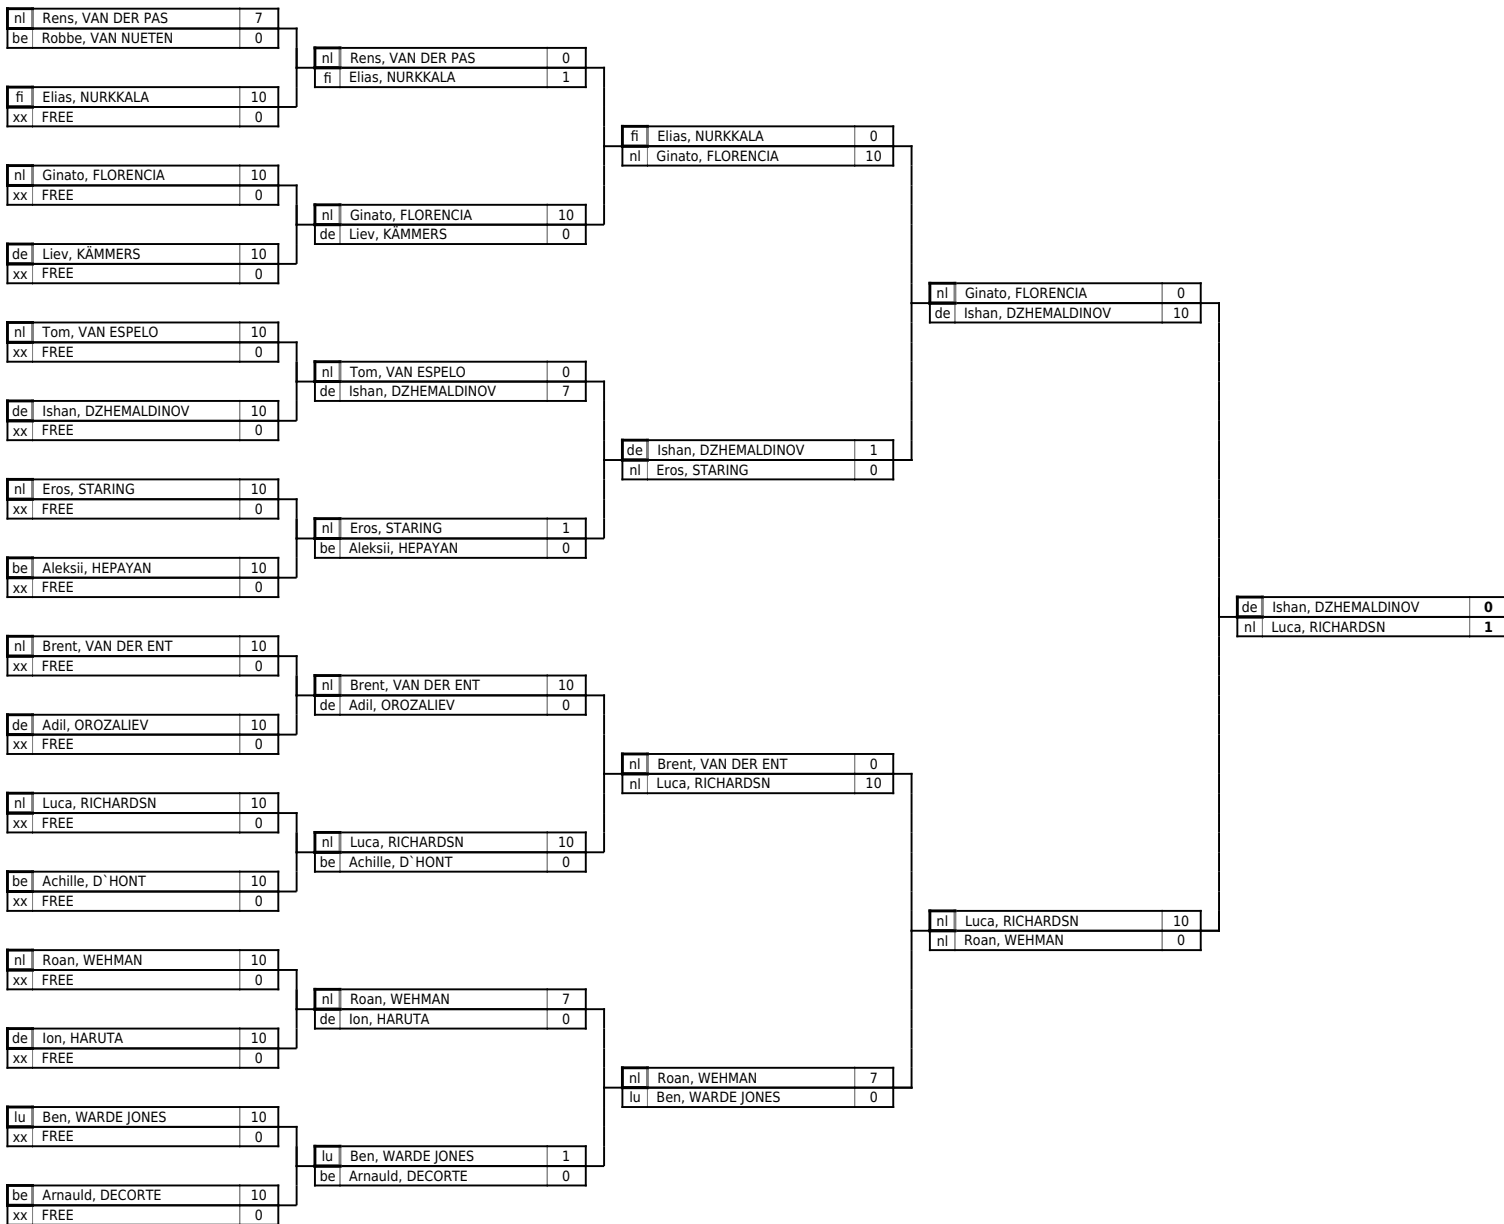 nl Rens, VAN DER PAS 7
be Robbe, VAN NUETEN 0
fi Elias, NURKKALA 10
xx FREE 0
nl Ginato, FLORENCIA 10
xx FREE 0
de Liev, KÄMMERS 10
xx FREE 0
nl Tom, VAN ESPELO 10
xx FREE 0
de Ishan, DZHEMALDINOV 10
xx FREE 0
nl Eros, STARING 10
xx FREE 0
be Aleksii, HEPAYAN 10
xx FREE 0
nl Brent, VAN DER ENT 10
xx FREE 0
de Adil, OROZALIEV 10
xx FREE 0
nl Luca, RICHARDSN 10
xx FREE 0
be Achille, D`HONT 10
xx FREE 0
nl Roan, WEHMAN 10
xx FREE 0
de Ion, HARUTA 10
xx FREE 0
lu Ben, WARDE JONES 10
xx FREE 0
be Arnauld, DECORTE 10
xx FREE 0
nl Rens, VAN DER PAS 0
fi Elias, NURKKALA 1
nl Ginato, FLORENCIA 10
de Liev, KÄMMERS 0
nl Tom, VAN ESPELO 0
de Ishan, DZHEMALDINOV 7
nl Eros, STARING 1
be Aleksii, HEPAYAN 0
nl Brent, VAN DER ENT 10
de Adil, OROZALIEV 0
nl Luca, RICHARDSN 10
be Achille, D`HONT 0
nl Roan, WEHMAN 7
de Ion, HARUTA 0
lu Ben, WARDE JONES 1
be Arnauld, DECORTE 0
fi Elias, NURKKALA 0
nl Ginato, FLORENCIA 10
de Ishan, DZHEMALDINOV 1
nl Eros, STARING 0
nl Brent, VAN DER ENT 0
nl Luca, RICHARDSN 10
nl Roan, WEHMAN 7
lu Ben, WARDE JONES 0
nl Ginato, FLORENCIA 0
de Ishan, DZHEMALDINOV 10
nl Luca, RICHARDSN 10
nl Roan, WEHMAN 0
de Ishan, DZHEMALDINOV 0
nl Luca, RICHARDSN 1